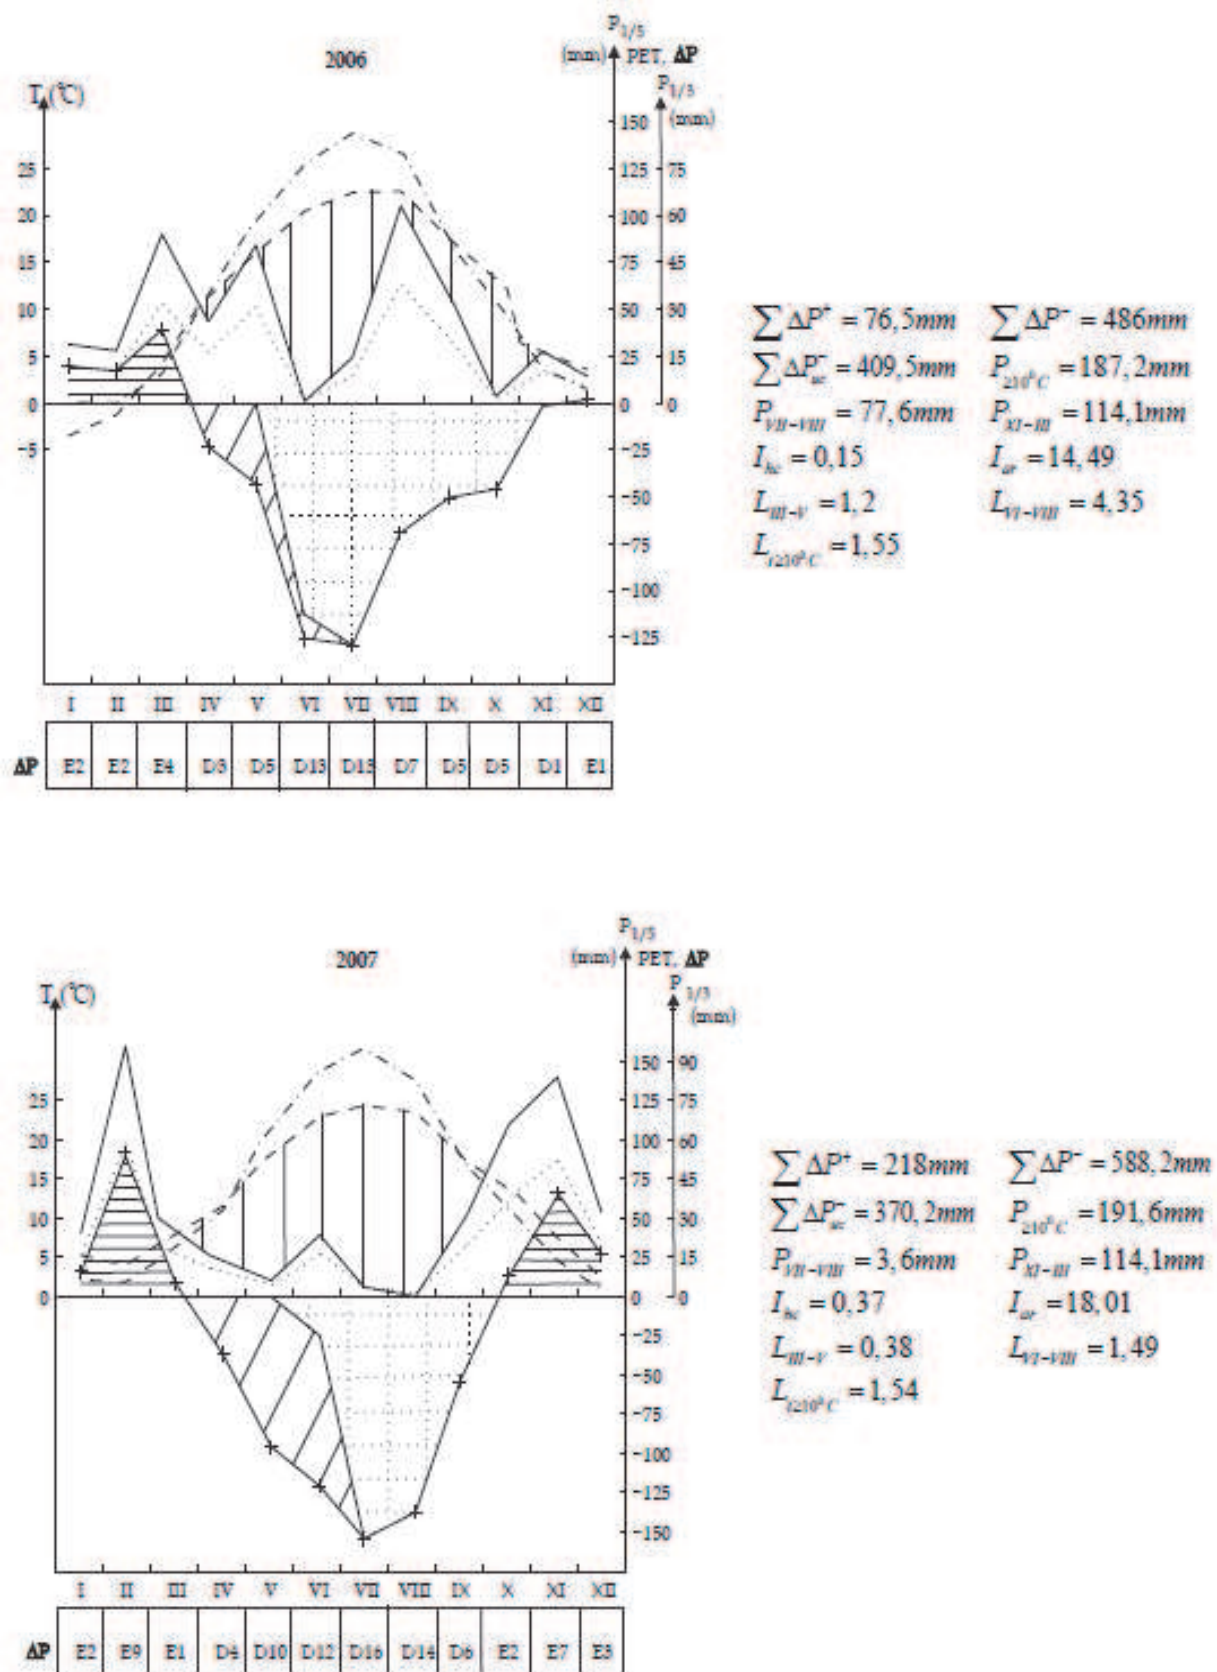 P1/5
2006
(mm) PET, ΔP
P1/3
T (°C)
(mm)
150
25 125 75
20 100 60
15 75 45
10 50 30
5 25 15
0 0 0
-5 -25
-50
-75
-100
-125
I II III IV V VI VII VIII IX X XI XII
ΔP E2 E2 E4 D3 D5 D13 D13 D7 D5 D5 D1 E1
∑ΔP⁺ = 76,5mm ∑ΔP⁻ = 486mm
∑ΔP⁻uc = 409,5mm P≥10°C = 187,2mm
PVII-VIII = 77,6mm PXI-III = 114,1mm
Ihc = 0,15 Iar = 14,49
LIII-V = 1,2 LVI-VIII = 4,35
Lt≥10°C = 1,55
P1/5
2007
(mm) PET, ΔP
P1/3
T (°C)
(mm)
150 90
25 125 75
20 100 60
15 75 45
10 50 30
5 25 15
0 0 0
-25
-50
-75
-100
-125
-150
I II III IV V VI VII VIII IX X XI XII
ΔP E2 E9 E1 D4 D10 D12 D16 D14 D6 E2 E7 E3
∑ΔP⁺ = 218mm ∑ΔP⁻ = 588,2mm
∑ΔP⁻uc = 370,2mm P≥10°C = 191,6mm
PVII-VIII = 3,6mm PXI-III = 114,1mm
Ihc = 0,37 Iar = 18,01
LIII-V = 0,38 LVI-VIII = 1,49
Lt≥10°C = 1,54